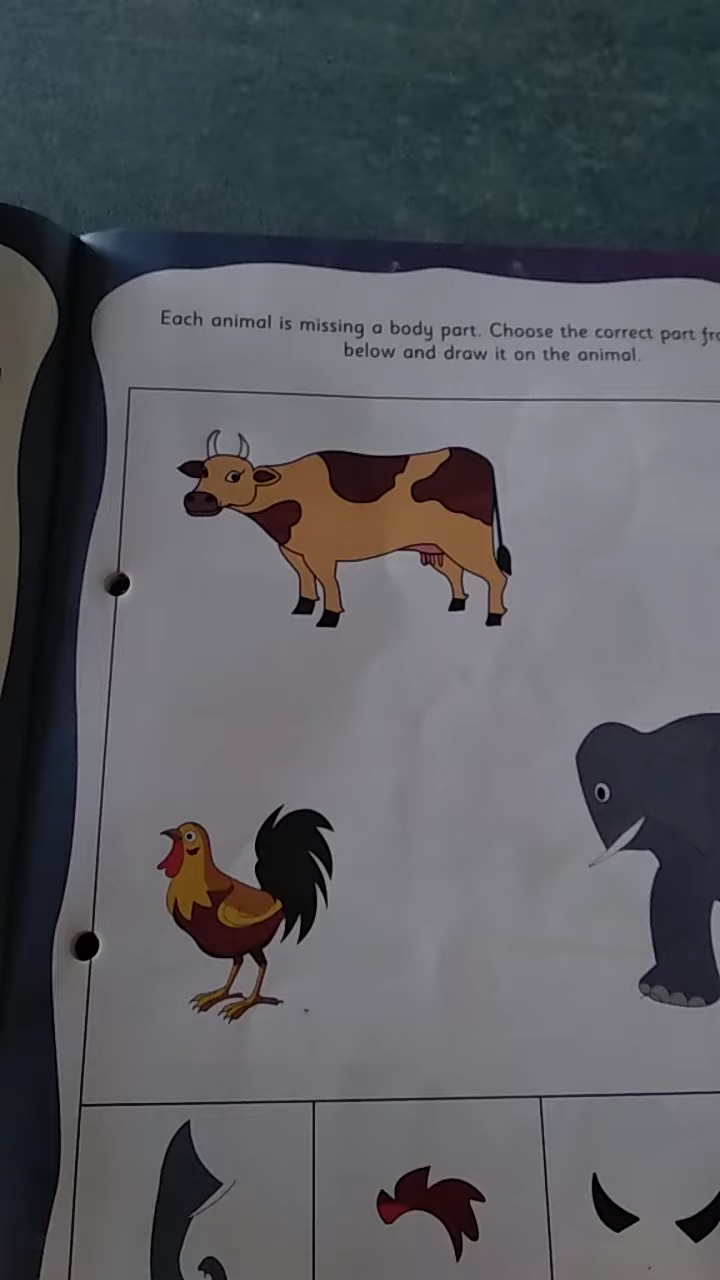 Each animal is missing a body part. Choose the correct part
below and draw it on the animal.